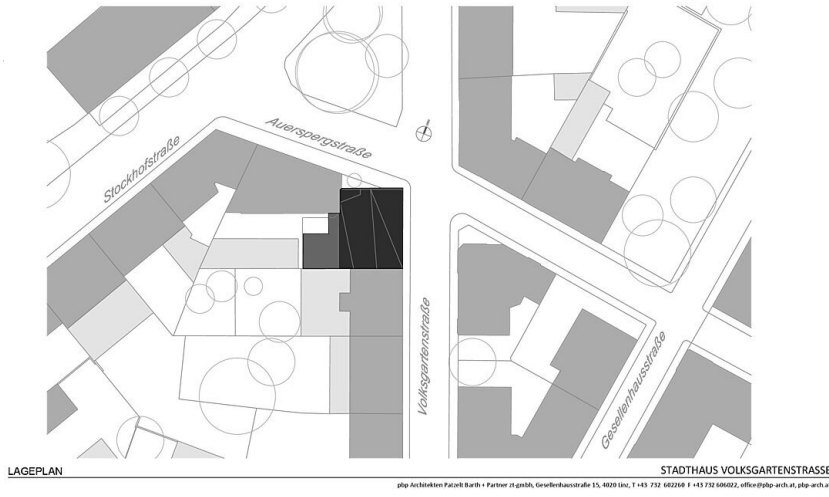 Auerspergstraße
Stockhofstraße
Volksgartenstraße
Gesellenhausstraße
LAGEPLAN
STADTHAUS VOLKSGARTENSTRASSE
pbp Architekten Patzelt Barth + Partner zt-gmbh, Gesellenhausstraße 15, 4020 Linz, T +43 732 602260 F +43 732 606022, office@pbp-arch.at, pbp-arch.at